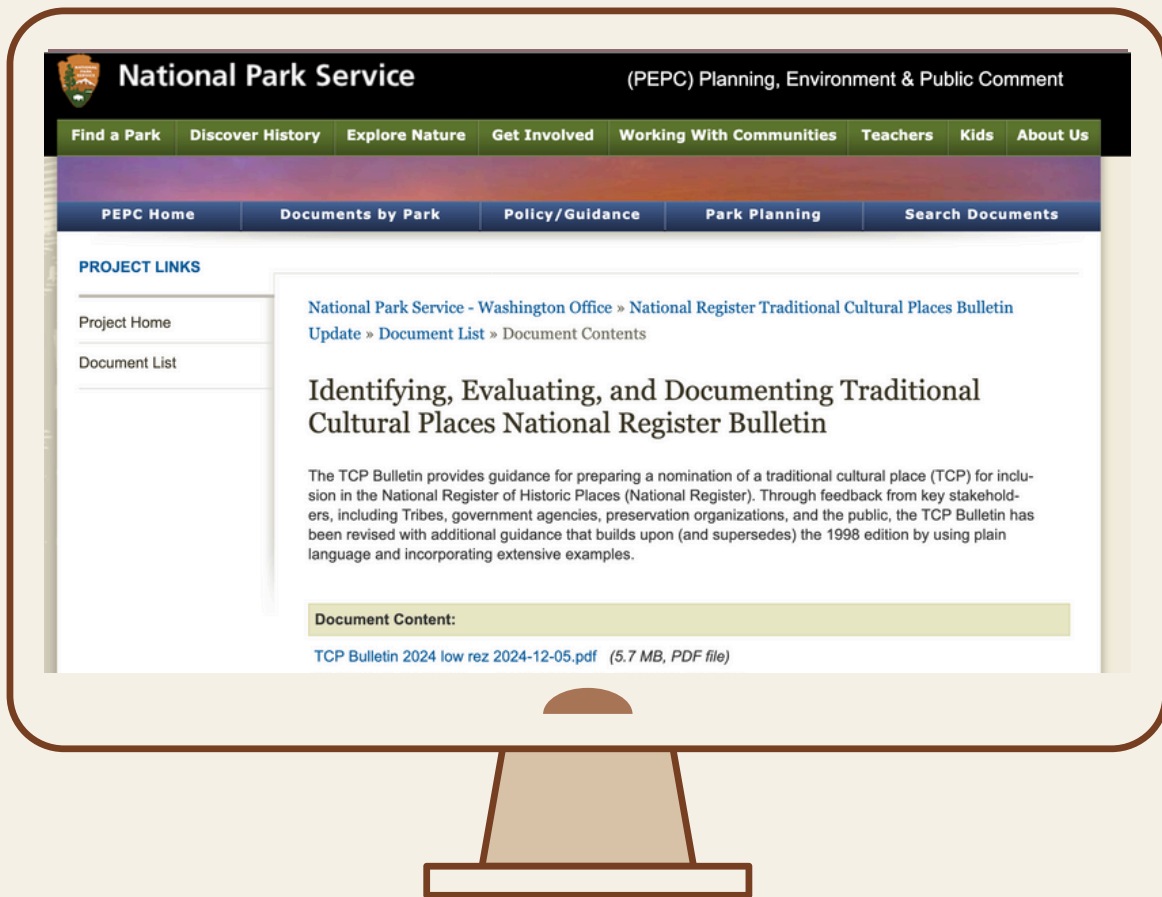 National Park Service
(PEPC) Planning, Environment & Public Comment
Find a Park Discover History Explore Nature Get Involved Working With Communities Teachers Kids About Us
PEPC Home Documents by Park Policy/Guidance Park Planning Search Documents
PROJECT LINKS
Project Home
Document List
National Park Service - Washington Office » National Register Traditional Cultural Places Bulletin
Update » Document List » Document Contents
Identifying, Evaluating, and Documenting Traditional
Cultural Places National Register Bulletin
The TCP Bulletin provides guidance for preparing a nomination of a traditional cultural place (TCP) for inclu-
sion in the National Register of Historic Places (National Register). Through feedback from key stakehold-
ers, including Tribes, government agencies, preservation organizations, and the public, the TCP Bulletin has
been revised with additional guidance that builds upon (and supersedes) the 1998 edition by using plain
language and incorporating extensive examples.
Document Content:
TCP Bulletin 2024 low rez 2024-12-05.pdf (5.7 MB, PDF file)